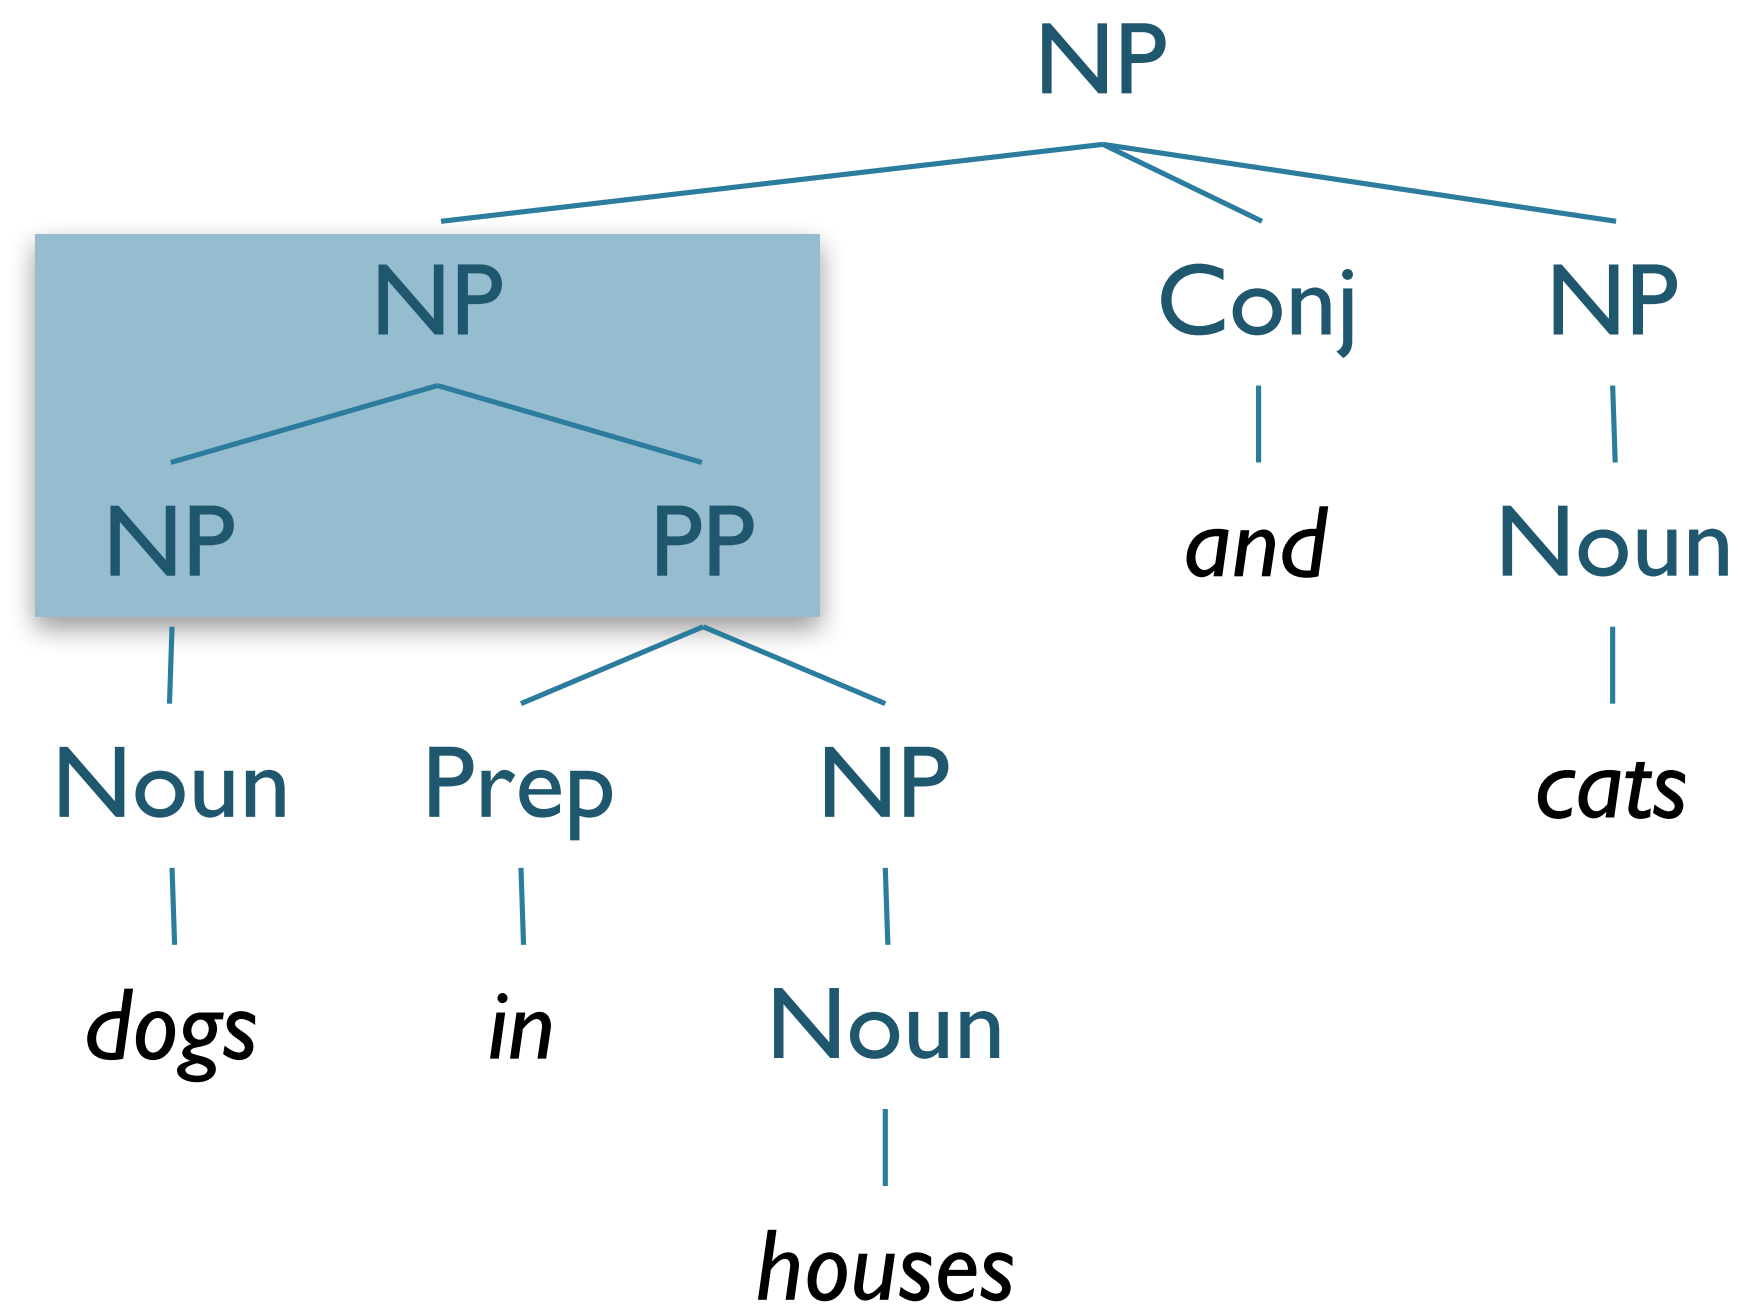 NP
NP Conj NP
NP PP and Noun
Noun Prep NP cats
dogs in Noun
houses